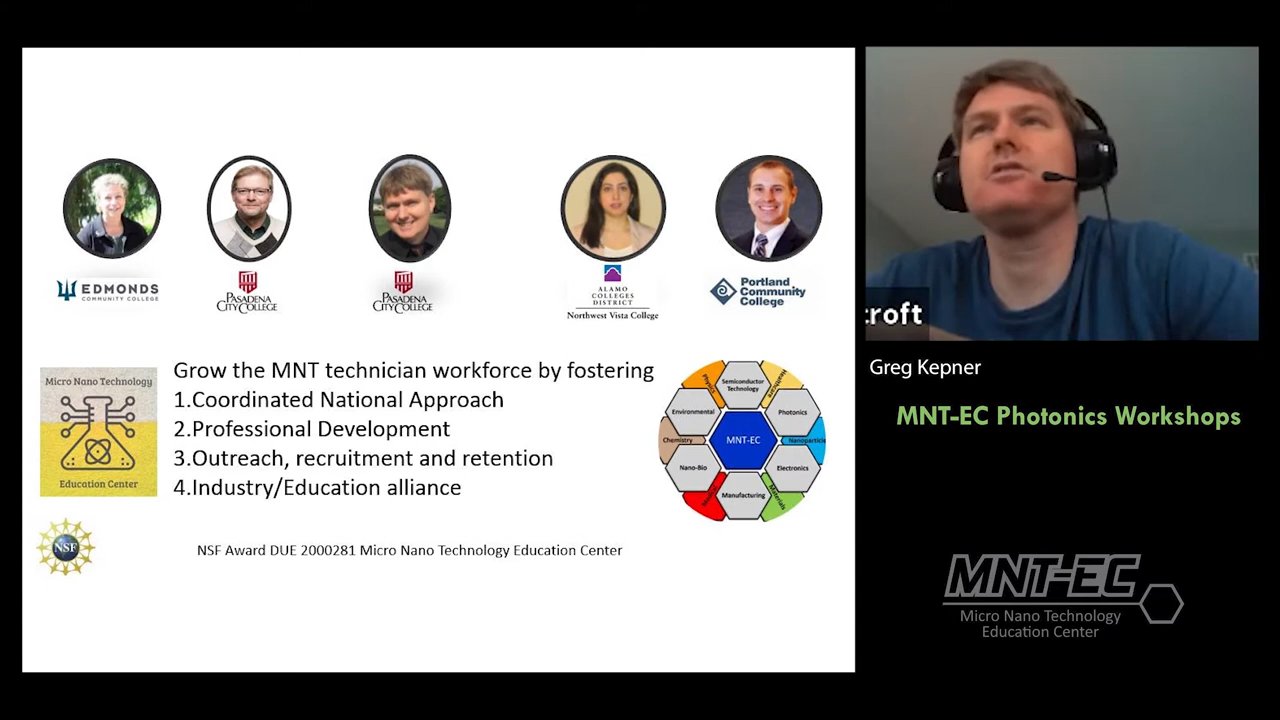 EDMONDS
COMMUNITY COLLEGE
PASADENA
CITY COLLEGE
PASADENA
CITY COLLEGE
ALAMO
COLLEGES
DISTRICT
Northwest Vista College
Portland
Community
College
Micro Nano Technology
Education Center
Grow the MNT technician workforce by fostering
1.Coordinated National Approach
2.Professional Development
3.Outreach, recruitment and retention
4.Industry/Education alliance
Physics
Semiconductor
Technology
Healthcare
Environmental
Photonics
Chemistry
MNT-EC
Nanoparticle
Nano-Bio
Electronics
Manufacturing
Materials
NSF
NSF Award DUE 2000281 Micro Nano Technology Education Center
croft
Greg Kepner
MNT-EC Photonics Workshops
MNT-EC
Micro Nano Technology
Education Center